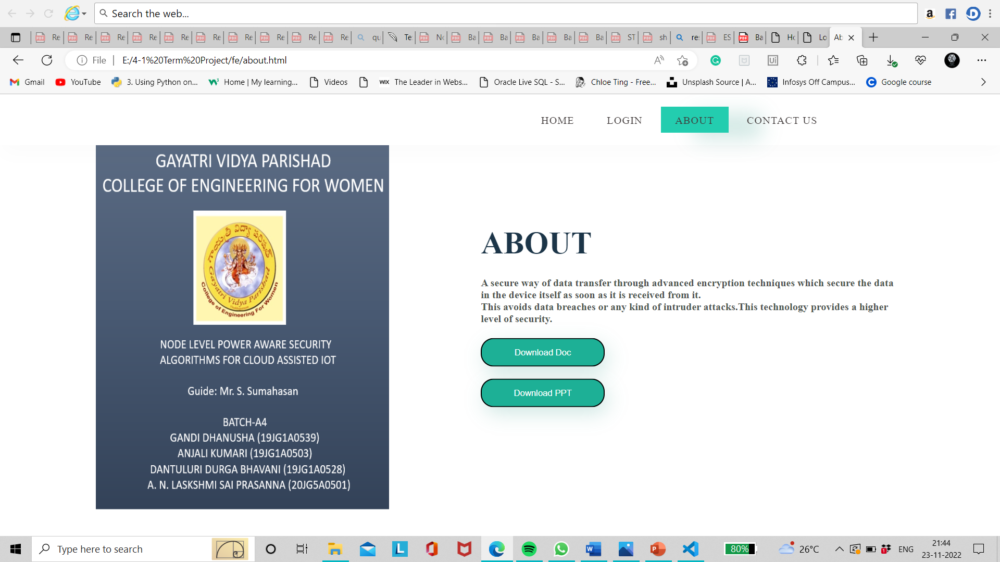 Search the web...
Re
Re
Re
Re
Re
Re
Re
Re
Re
Re
qu
Te
Nc
Ba
Ba
Ba
Ba
Ba
ST
sh
re
ES
Ba
Ho
Lo
Ab
File
E:/4-1%20Term%20Project/fe/about.html
Gmail
YouTube
3. Using Python on...
Home | My learning...
Videos
WIX
The Leader in Webs...
Oracle Live SQL - S...
Chloe Ting - Free...
Unsplash Source | A...
Infosys Off Campus...
Google course
HOME
LOGIN
ABOUT
CONTACT US
GAYATRI VIDYA PARISHAD
COLLEGE OF ENGINEERING FOR WOMEN
గాయత్రి విద్యా పరిషత్
Gayatri Vidya Parishad
College of Engineering For Women
NODE LEVEL POWER AWARE SECURITY
ALGORITHMS FOR CLOUD ASSISTED IOT
Guide: Mr. S. Sumahasan
BATCH-A4
GANDI DHANUSHA (19JG1A0539)
ANJALI KUMARI (19JG1A0503)
DANTULURI DURGA BHAVANI (19JG1A0528)
A. N. LASKSHMI SAI PRASANNA (20JG5A0501)
ABOUT
A secure way of data transfer through advanced encryption techniques which secure the data
in the device itself as soon as it is received from it.
This avoids data breaches or any kind of intruder attacks.This technology provides a higher
level of security.
Download Doc
Download PPT
Type here to search
80%
26°C
ENG
21:44
23-11-2022